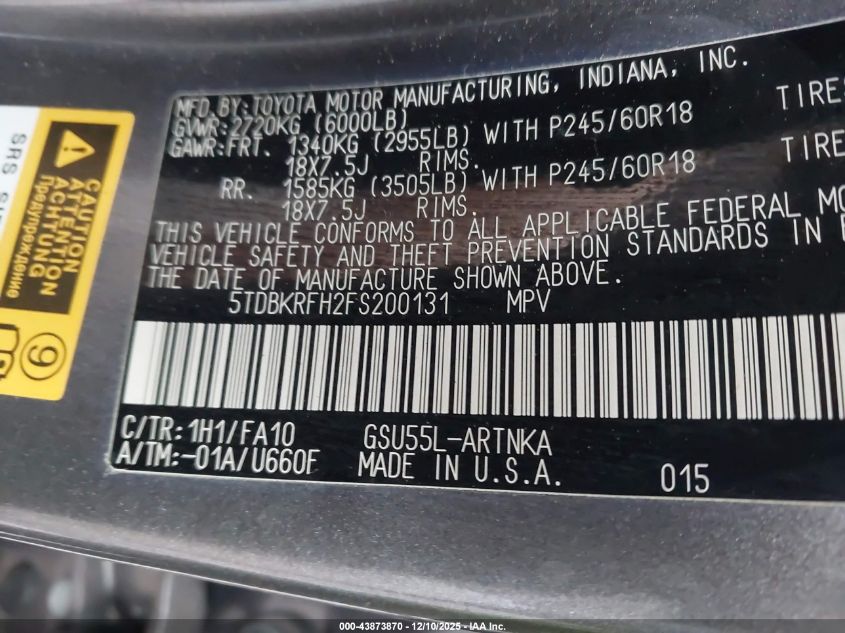 MFD.BY:TOYOTA MOTOR MANUFACTURING, INDIANA, INC.
GVWR:2720KG (6000LB)
GAWR:FRT. 1340KG (2955LB) WITH P245/60R18 TIRES
18X7.5J RIMS.
RR. 1585KG (3505LB) WITH P245/60R18 TIRE
18X7.5J RIMS.
THIS VEHICLE CONFORMS TO ALL APPLICABLE FEDERAL MO
VEHICLE SAFETY AND THEFT PREVENTION STANDARDS IN
THE DATE OF MANUFACTURE SHOWN ABOVE.
5TDBKRFH2FS200131 MPV
C/TR:1H1/FA10 GSU55L-ARTNKA
A/TM:-01A/U660F MADE IN U.S.A. 015
SRS
CAUTION
ATTENTION
ACHTUNG
Предупреждение
9
000-43873870 - 12/10/2025 - IAA Inc.